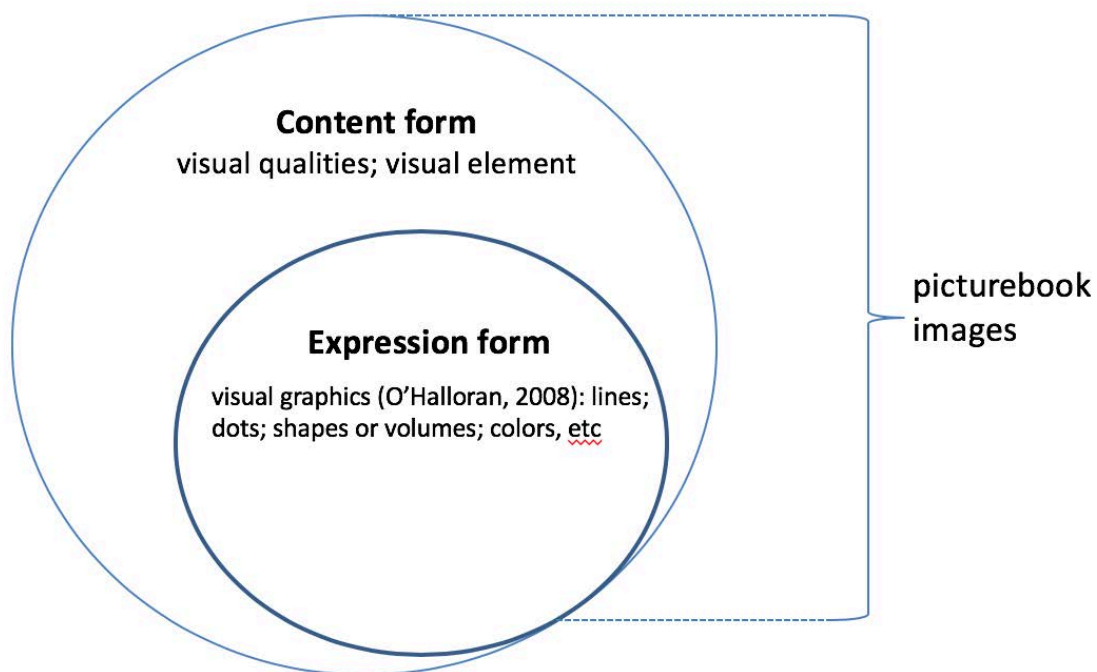 Content form
visual qualities; visual element
Expression form
visual graphics (O’Halloran, 2008): lines;
dots; shapes or volumes; colors, etc
picturebook
images